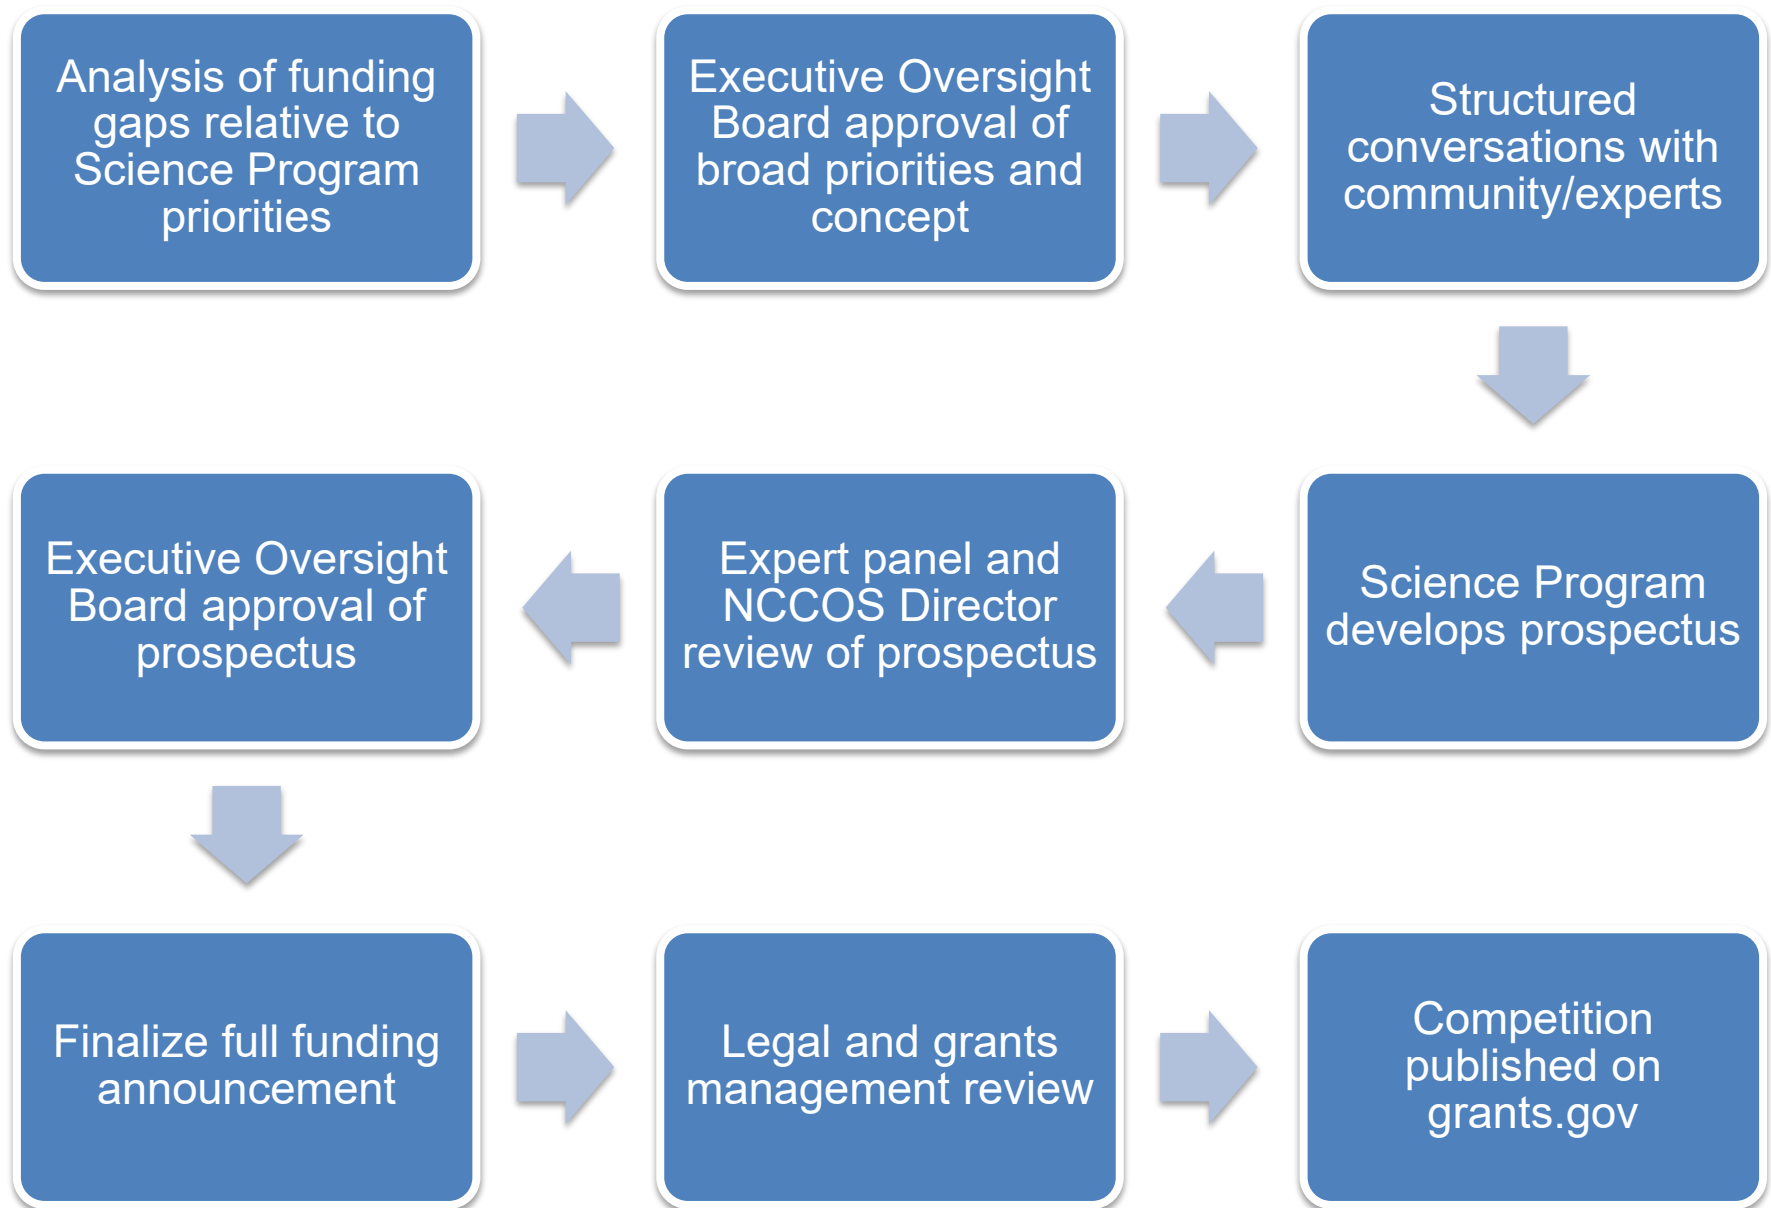 Analysis of funding
gaps relative to
Science Program
priorities
Executive Oversight
Board approval of
broad priorities and
concept
Structured
conversations with
community/experts
Science Program
develops prospectus
Expert panel and
NCCOS Director
review of prospectus
Executive Oversight
Board approval of
prospectus
Finalize full funding
announcement
Legal and grants
management review
Competition
published on
grants.gov